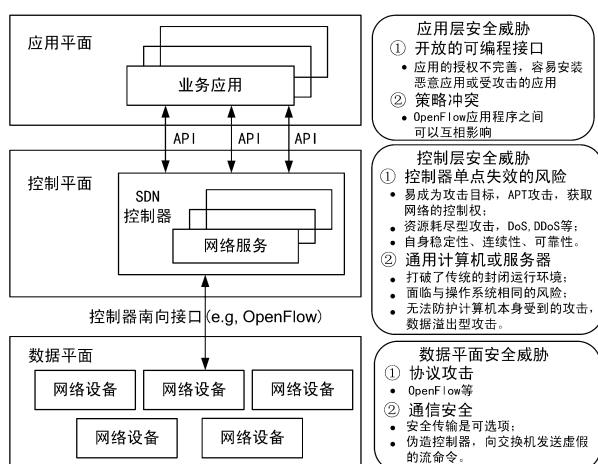 应用平面
业务应用
API
API
API
控制平面
SDN
控制器
网络服务
控制器南向接口(e.g, OpenFlow)
数据平面
网络设备
网络设备
网络设备
网络设备
网络设备
应用层安全威胁
① 开放的可编程接口
• 应用的授权不完善，容易安装
恶意应用或受攻击的应用
② 策略冲突
• OpenFlow应用程序之间
可以互相影响
控制层安全威胁
① 控制器单点失效的风险
• 易成为攻击目标，APT攻击，获取
网络的控制权；
• 资源耗尽型攻击，DoS,DDoS等；
• 自身稳定性、连续性、可靠性。
② 通用计算机或服务器
• 打破了传统的封闭运行环境；
• 面临与操作系统相同的风险；
• 无法防护计算机本身受到的攻击，
数据溢出型攻击。
数据平面安全威胁
① 协议攻击
• OpenFlow等
② 通信安全
• 安全传输是可选项；
• 伪造控制器，向交换机发送虚假
的流命令。